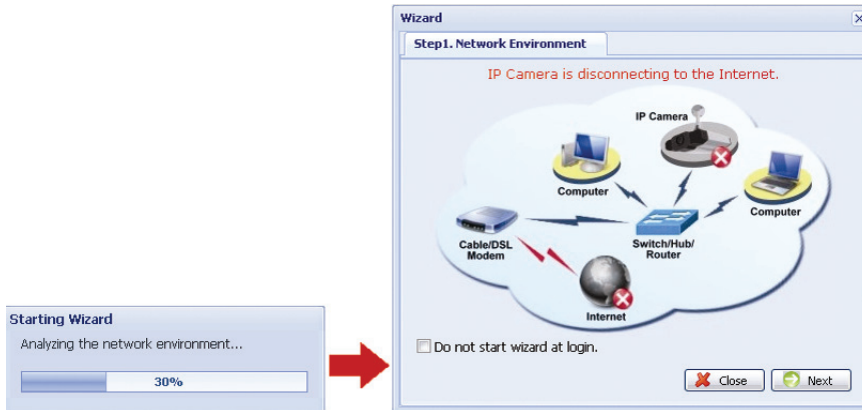 Starting Wizard
Analyzing the network environment...
30%
Wizard
Step1. Network Environment
IP Camera is disconnecting to the Internet.
IP Camera
Computer
Computer
Cable/DSL
Modem
Switch/Hub/
Router
Internet
Do not start wizard at login.
Close
Next